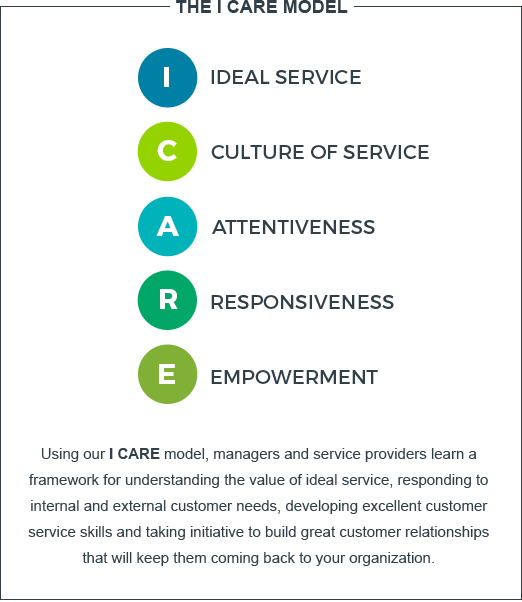 THE I CARE MODEL
I IDEAL SERVICE
C CULTURE OF SERVICE
A ATTENTIVENESS
R RESPONSIVENESS
E EMPOWERMENT
Using our I CARE model, managers and service providers learn a
framework for understanding the value of ideal service, responding to
internal and external customer needs, developing excellent customer
service skills and taking initiative to build great customer relationships
that will keep them coming back to your organization.